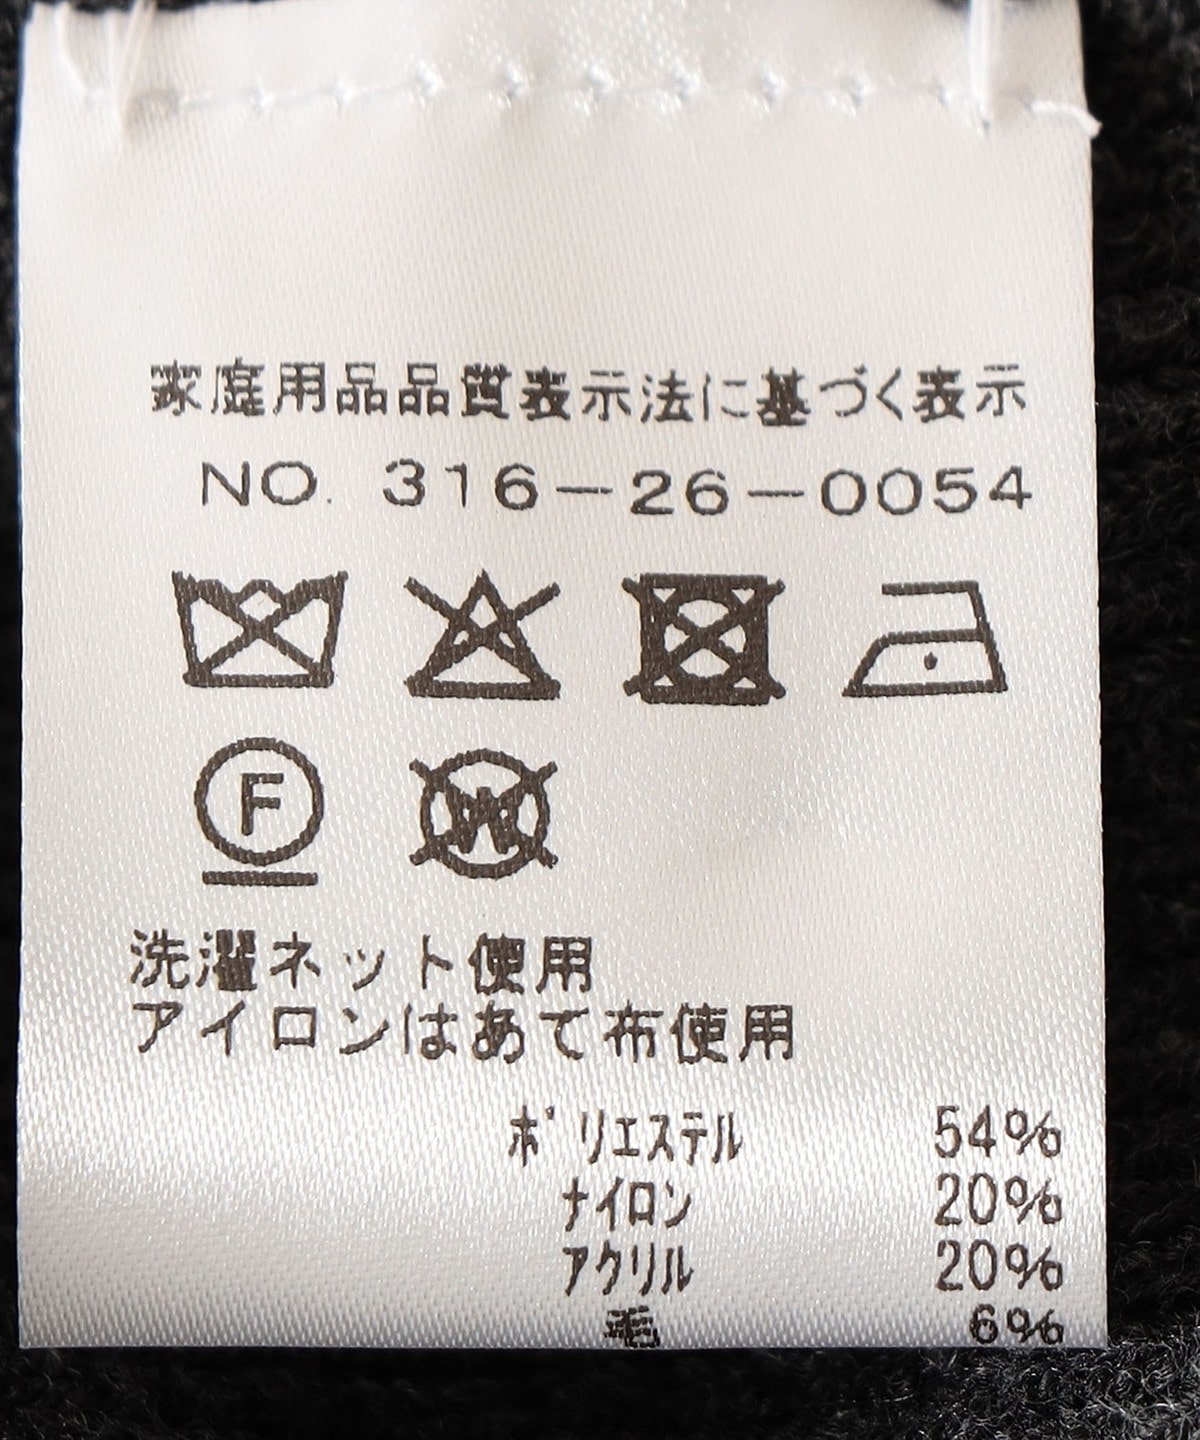 家庭用品品質表示法に基づく表示
NO. 316-26-0054
F
W
洗濯ネット使用
アイロンはあて布使用
ポリエステル 54%
ナイロン 20%
アクリル 20%
毛 6%